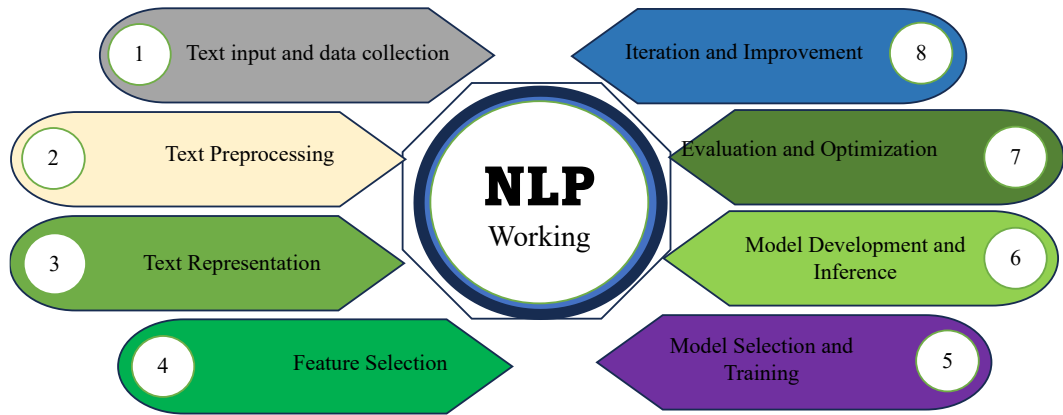 1
Text input and data collection
2
Text Preprocessing
3
Text Representation
4
Feature Selection
NLP
Working
Model Selection and
Training
5
Model Development and
Inference
6
Evaluation and Optimization
7
Iteration and Improvement
8